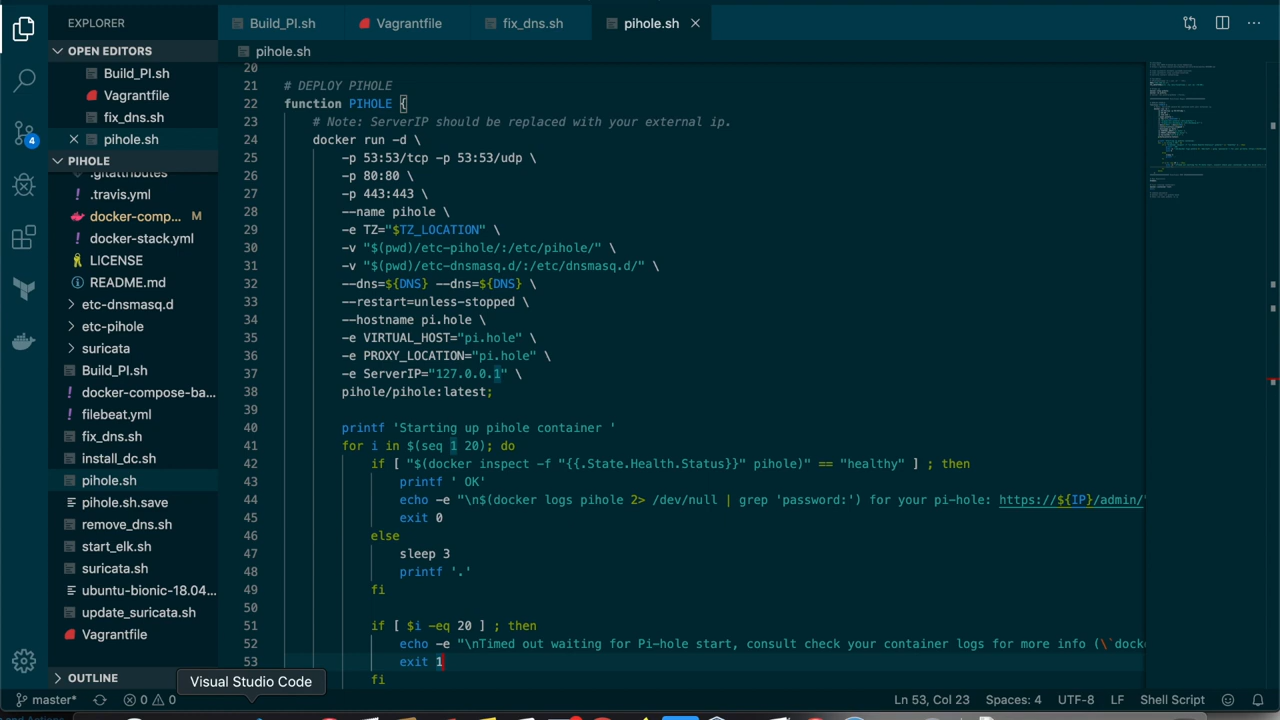 EXPLORER
OPEN EDITORS
Build_PI.sh
Vagrantfile
fix_dns.sh
pihole.sh
4
PIHOLE
.gitattributes
.travis.yml
docker-comp... M
docker-stack.yml
LICENSE
README.md
etc-dnsmasq.d
etc-pihole
suricata
Build_PI.sh
docker-compose-ba...
filebeat.yml
fix_dns.sh
install_dc.sh
pihole.sh
pihole.sh.save
remove_dns.sh
start_elk.sh
suricata.sh
ubuntu-bionic-18.04...
update_suricata.sh
Vagrantfile
OUTLINE
Build_PI.sh Vagrantfile fix_dns.sh pihole.sh
pihole.sh
20
21 # DEPLOY PIHOLE
22 function PIHOLE {
23 # Note: ServerIP should be replaced with your external ip.
24 docker run -d \
25 -p 53:53/tcp -p 53:53/udp \
26 -p 80:80 \
27 -p 443:443 \
28 --name pihole \
29 -e TZ="$TZ_LOCATION" \
30 -v "$(pwd)/etc-pihole/:/etc/pihole/" \
31 -v "$(pwd)/etc-dnsmasq.d/:/etc/dnsmasq.d/" \
32 --dns=${DNS} --dns=${DNS} \
33 --restart=unless-stopped \
34 --hostname pi.hole \
35 -e VIRTUAL_HOST="pi.hole" \
36 -e PROXY_LOCATION="pi.hole" \
37 -e ServerIP="127.0.0.1" \
38 pihole/pihole:latest;
39
40 printf 'Starting up pihole container '
41 for i in $(seq 1 20); do
42 if [ "$(docker inspect -f "{{.State.Health.Status}}" pihole)" == "healthy" ] ; then
43 printf ' OK'
44 echo -e "\n$(docker logs pihole 2> /dev/null | grep 'password:') for your pi-hole: https://${IP}/admin/"
45 exit 0
46 else
47 sleep 3
48 printf '.'
49 fi
50
51 if [ $i -eq 20 ] ; then
52 echo -e "\nTimed out waiting for Pi-hole start, consult check your container logs for more info (\`docke
53 exit 1
fi
Visual Studio Code
master* 0 0 Ln 53, Col 23 Spaces: 4 UTF-8 LF Shell Script